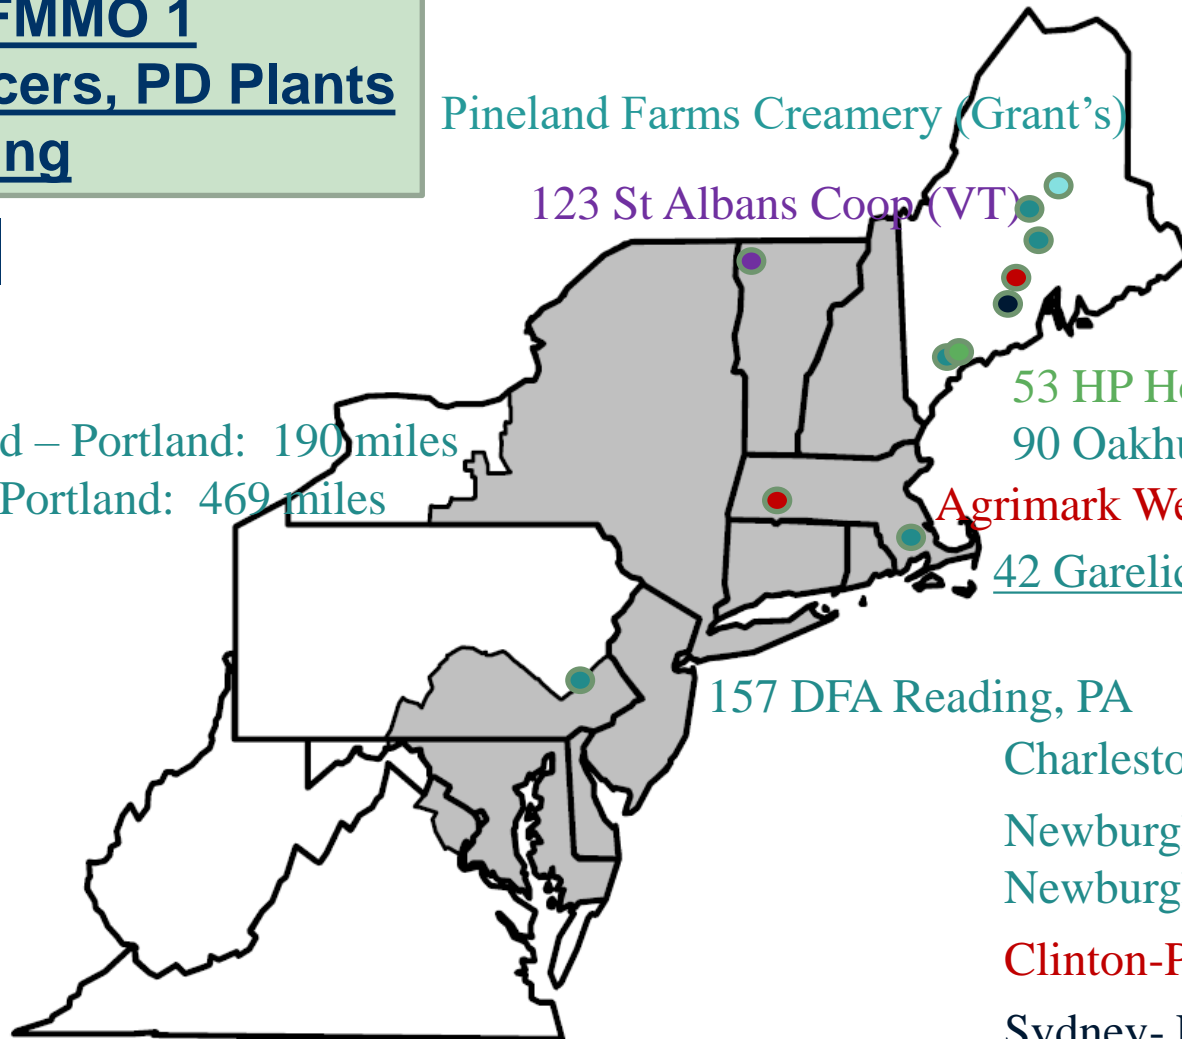 FMMO 1
cers, PD Plants
ng
Pineland Farms Creamery (Grant's)
123 St Albans Coop (VT)
53 HP H
90 Oakhu
d – Portland: 190 miles
Portland: 469 miles
Agrimark We
42 Garelic
157 DFA Reading, PA
Charlesto
Newburg
Newburg
Clinton-P
Sydney-